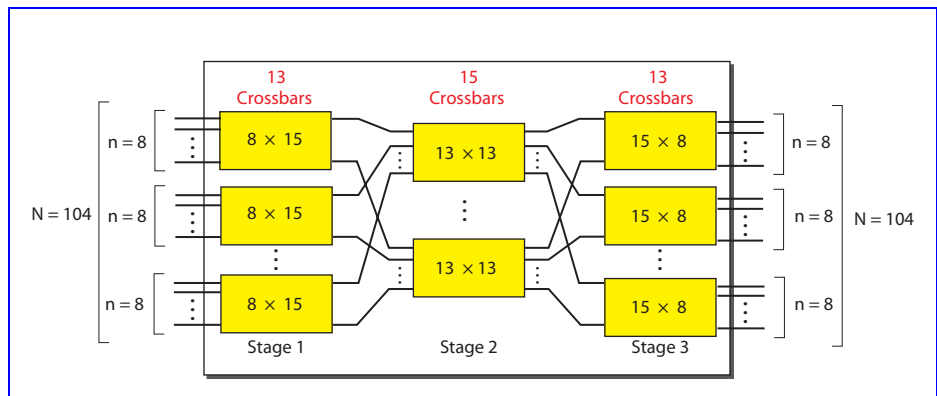 13
Crossbars
15
Crossbars
13
Crossbars
n = 8
8 × 15
13 × 13
15 × 8
n = 8
N = 104
n = 8
8 × 15
15 × 8
n = 8
N = 104
13 × 13
n = 8
8 × 15
15 × 8
n = 8
Stage 1
Stage 2
Stage 3